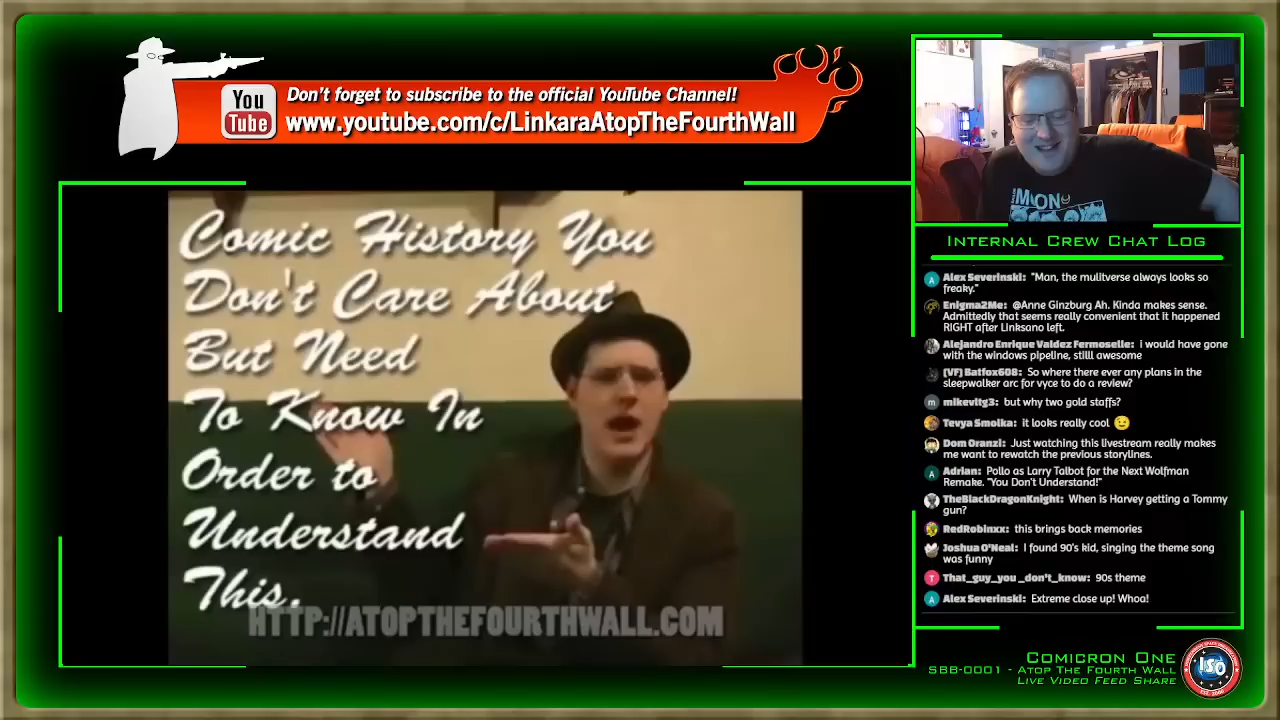 Don't forget to subscribe to the official YouTube Channel!
You
Tube
www.youtube.com/c/LinkaraAtopTheFourthWall
Comic History You
Don't Care About
But Need
To Know In
Order to
Understand
This.
HTTP://ATOPTHEFOURTHWALL.COM
MOON
Internal Crew Chat Log
Alex Severinski: "Man, the mulitverse always looks so
freaky."
Enigma2Me: @Anne Ginzburg Ah. Kinda makes sense.
Admittedly that seems really convenient that it happened
RIGHT after Linksano left.
Alejandro Enrique Valdez Fermoselle: i would have gone
with the windows pipeline, stilll awesome
(VF) Batfox608: So where there ever any plans in the
sleepwalker arc for vyce to do a review?
m mikevltg3: but why two gold staffs?
Tevya Smolka: it looks really cool
Dom Oranzi: Just watching this livestream really makes
me want to rewatch the previous storylines.
A Adrian: Pollo as Larry Talbot for the Next Wolfman
Remake. "You Don't Understand!"
TheBlackDragonKnight: When is Harvey getting a Tommy
gun?
RedRobinxx: this brings back memories
Joshua O'Neal: I found 90's kid, singing the theme song
was funny
T That_guy_you _don't_know: 90s theme
A Alex Severinski: Extreme close up! Whoa!
Comicron One
SBB-0001 - Atop The Fourth Wall
Live Video Feed Share
ISO